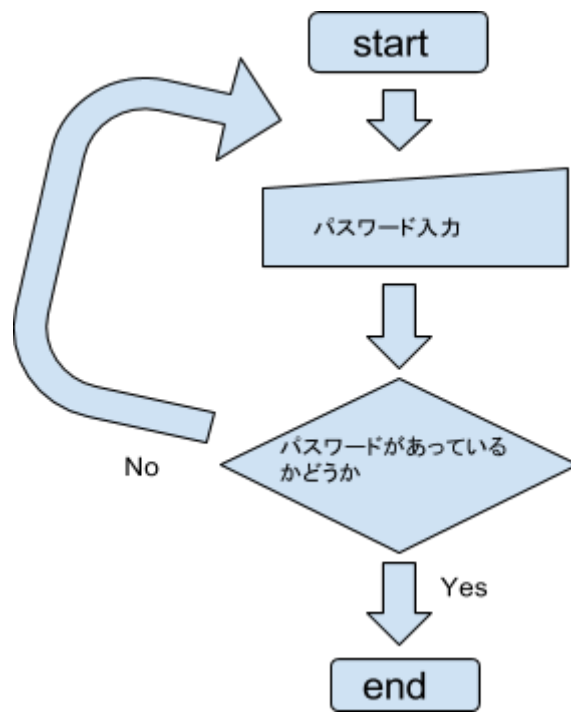 start
パスワード入力
パスワードがあっている
かどうか
No
Yes
end